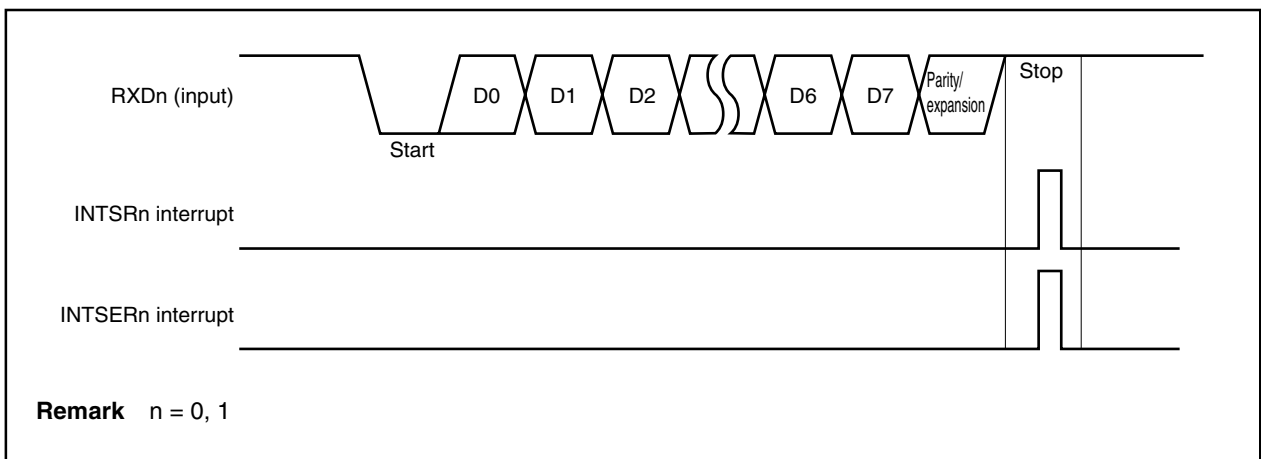 RXDn (input)
D0 D1 D2 D6 D7 Parity/
expansion
Stop
Start
INTSRn interrupt
INTSERn interrupt
Remark n = 0, 1